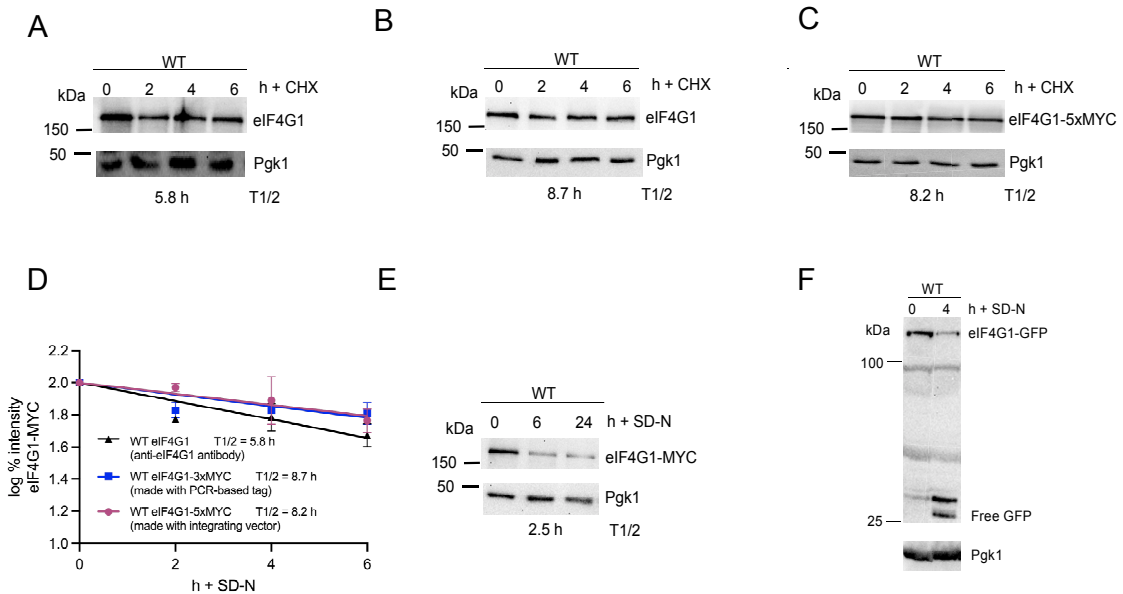 A
WT
kDa
0 2 4 6 h + CHX
eIF4G1
150
50
Pgk1
5.8 h T1/2
B
WT
kDa
0 2 4 6 h + CHX
eIF4G1
150
50
Pgk1
8.7 h T1/2
C
WT
kDa
0 2 4 6 h + CHX
eIF4G1-5xMYC
150
50
Pgk1
8.2 h T1/2
D
log % intensity
eIF4G1-MYC
2.2
2.0
1.8
1.6
1.4
1.2
1.0
WT eIF4G1 T1/2 = 5.8 h
(anti-eIF4G1 antibody)
WT eIF4G1-3xMYC T1/2 = 8.7 h
(made with PCR-based tag)
WT eIF4G1-5xMYC T1/2 = 8.2 h
(made with integrating vector)
0 2 4 6
h + SD-N
E
WT
kDa
0 6 24 h + SD-N
eIF4G1-MYC
150
50
Pgk1
2.5 h T1/2
F
WT
0 4 h + SD-N
kDa
eIF4G1-GFP
100
Free GFP
25
Pgk1